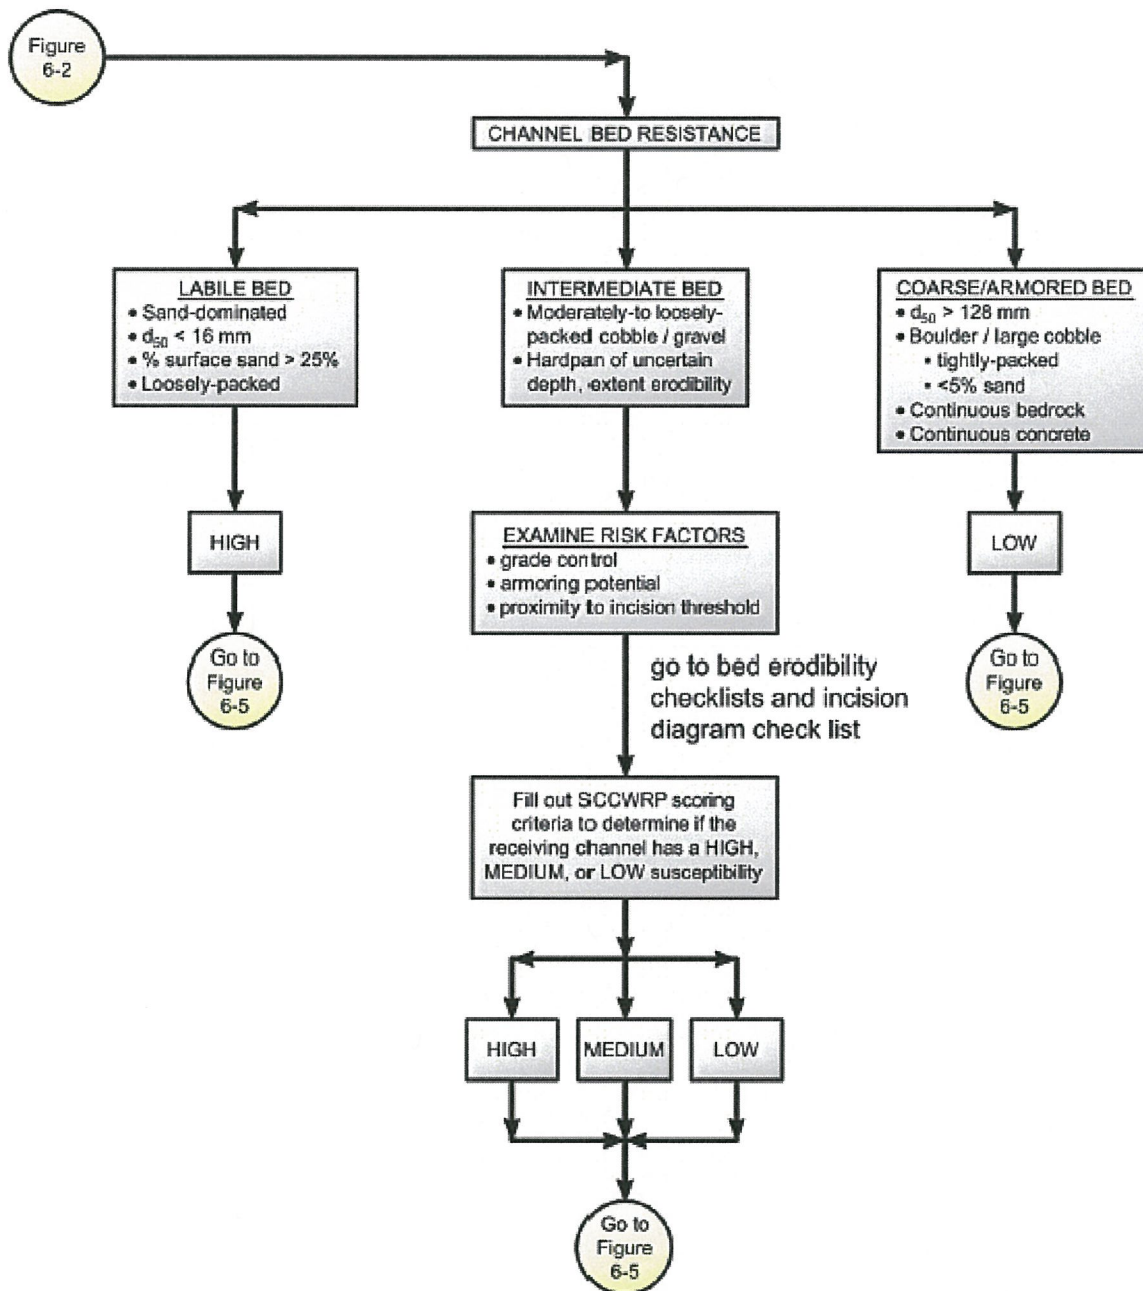 Figure
6-2
CHANNEL BED RESISTANCE
LABILE BED
• Sand-dominated
• d50 < 16 mm
• % surface sand > 25%
• Loosely-packed
INTERMEDIATE BED
• Moderately-to loosely-
packed cobble / gravel
• Hardpan of uncertain
depth, extent erodibility
COARSE/ARMORED BED
• d50 > 128 mm
• Boulder / large cobble
▪ tightly-packed
▪ <5% sand
• Continuous bedrock
• Continuous concrete
HIGH
EXAMINE RISK FACTORS
• grade control
• armoring potential
• proximity to incision threshold
LOW
Go to
Figure
6-5
go to bed erodibility
checklists and incision
diagram check list
Go to
Figure
6-5
Fill out SCCWRP scoring
criteria to determine if the
receiving channel has a HIGH,
MEDIUM, or LOW susceptibility
HIGH
MEDIUM
LOW
Go to
Figure
6-5